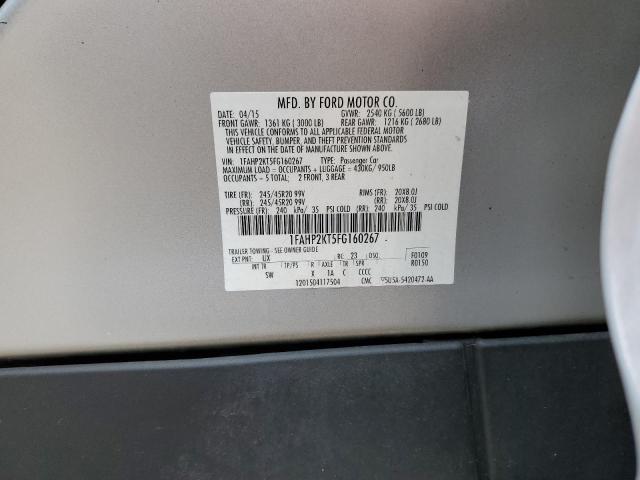 MFD. BY FORD MOTOR CO.
DATE: 04/15 GVWR: 2540 KG ( 5600 LB)
FRONT GAWR: 1361 KG ( 3000 LB) REAR GAWR: 1216 KG ( 2680 LB)
THIS VEHICLE CONFORMS TO ALL APPLICABLE FEDERAL MOTOR
VEHICLE SAFETY, BUMPER, AND THEFT PREVENTION STANDARDS
IN EFFECT ON THE DATE OF MANUFACTURE SHOWN ABOVE.
VIN: 1FAHP2KT5FG160267 TYPE: Passenger Car
MAXIMUM LOAD = OCCUPANTS + LUGGAGE = 430KG/ 950LB
OCCUPANTS - 5 TOTAL; 2 FRONT, 3 REAR
TIRE (FR): 245/45R20 99V RIMS (FR): 20X8.0J
(RR): 245/45R20 99V (RR): 20X8.0J
PRESSURE (FR): 240 kPa/ 35 PSI COLD (RR): 240 kPa/ 35 PSI COLD
1FAHP2KT5FG160267
TRAILER TOWING - SEE OWNER GUIDE
EXT PNT: UX RC: 23 DSO: F0109
INT TR TP/PS R AXLE TR SPR R0150
SW X 1A C CCCC
1201504117504 CMC 5U5A-5420472-AA